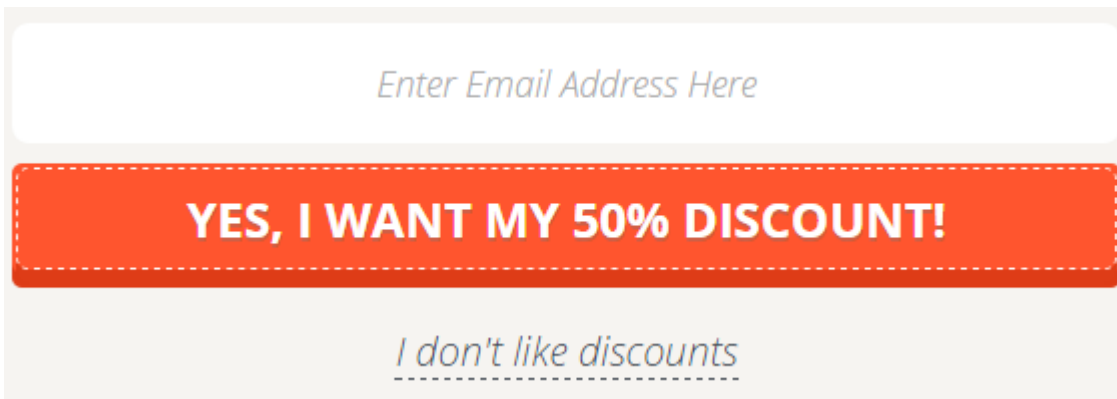 Enter Email Address Here
YES, I WANT MY 50% DISCOUNT!
I don't like discounts